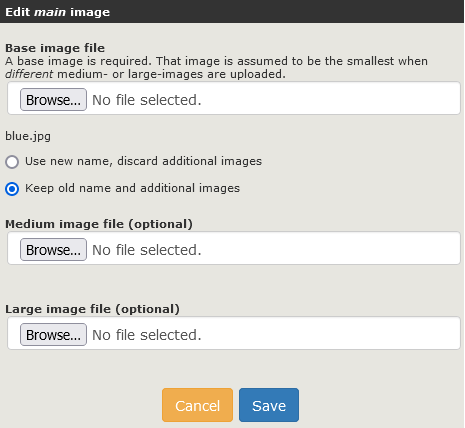 Edit main image
Base image file
A base image is required. That image is assumed to be the smallest when
different medium- or large-images are uploaded.
Browse... No file selected.
blue.jpg
Use new name, discard additional images
Keep old name and additional images
Medium image file (optional)
Browse... No file selected.
Large image file (optional)
Browse... No file selected.
Cancel Save